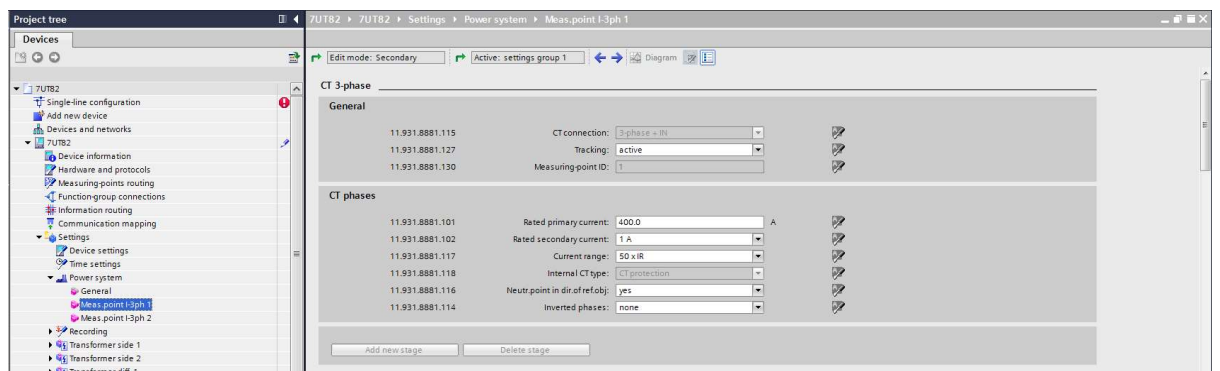 Project tree
7UT82 ▸ 7UT82 ▸ Settings ▸ Power system ▸ Meas.point I-3ph 1
Devices
Edit mode: Secondary
Active: settings group 1
Diagram
7UT82
Single-line configuration
Add new device
Devices and networks
7UT82
Device information
Hardware and protocols
Measuring-points routing
Function-group connections
Information routing
Communication mapping
Settings
Device settings
Time settings
Power system
General
Meas.point I-3ph 1
Meas.point I-3ph 2
Recording
Transformer side 1
Transformer side 2
Transformer diff. 1
CT 3-phase
General
11.931.8881.115 CT connection: 3-phase + IN
11.931.8881.127 Tracking: active
11.931.8881.130 Measuring-point ID: 1
CT phases
11.931.8881.101 Rated primary current: 400.0 A
11.931.8881.102 Rated secondary current: 1 A
11.931.8881.117 Current range: 50 x IR
11.931.8881.118 Internal CT type: CT protection
11.931.8881.116 Neutr.point in dir.of ref.obj: yes
11.931.8881.114 Inverted phases: none
Add new stage
Delete stage